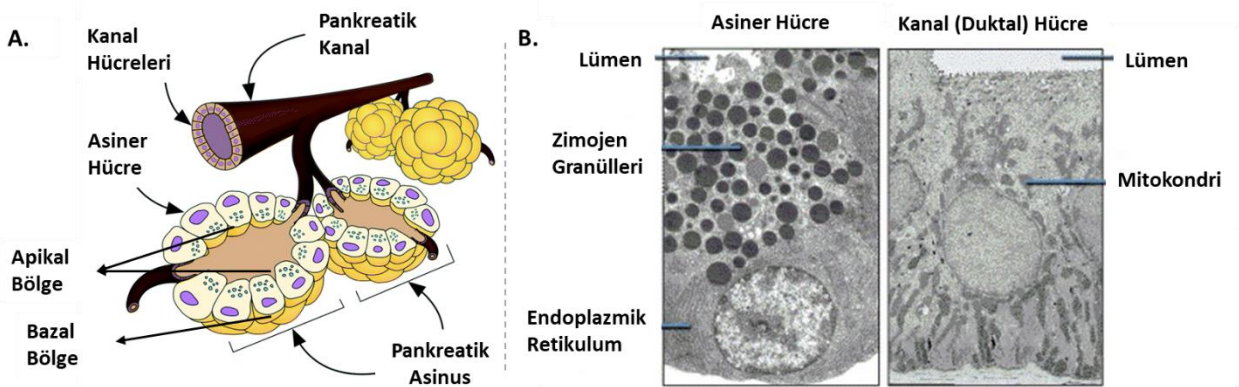 A.
Kanal
Hücreleri
Pankreatik
Kanal
Asiner
Hücre
Apikal
Bölge
Bazal
Bölge
Pankreatik
Asinus
B.
Asiner Hücre
Kanal (Duktal) Hücre
Lümen
Zimojen
Granülleri
Endoplazmik
Retikulum
Lümen
Mitokondri